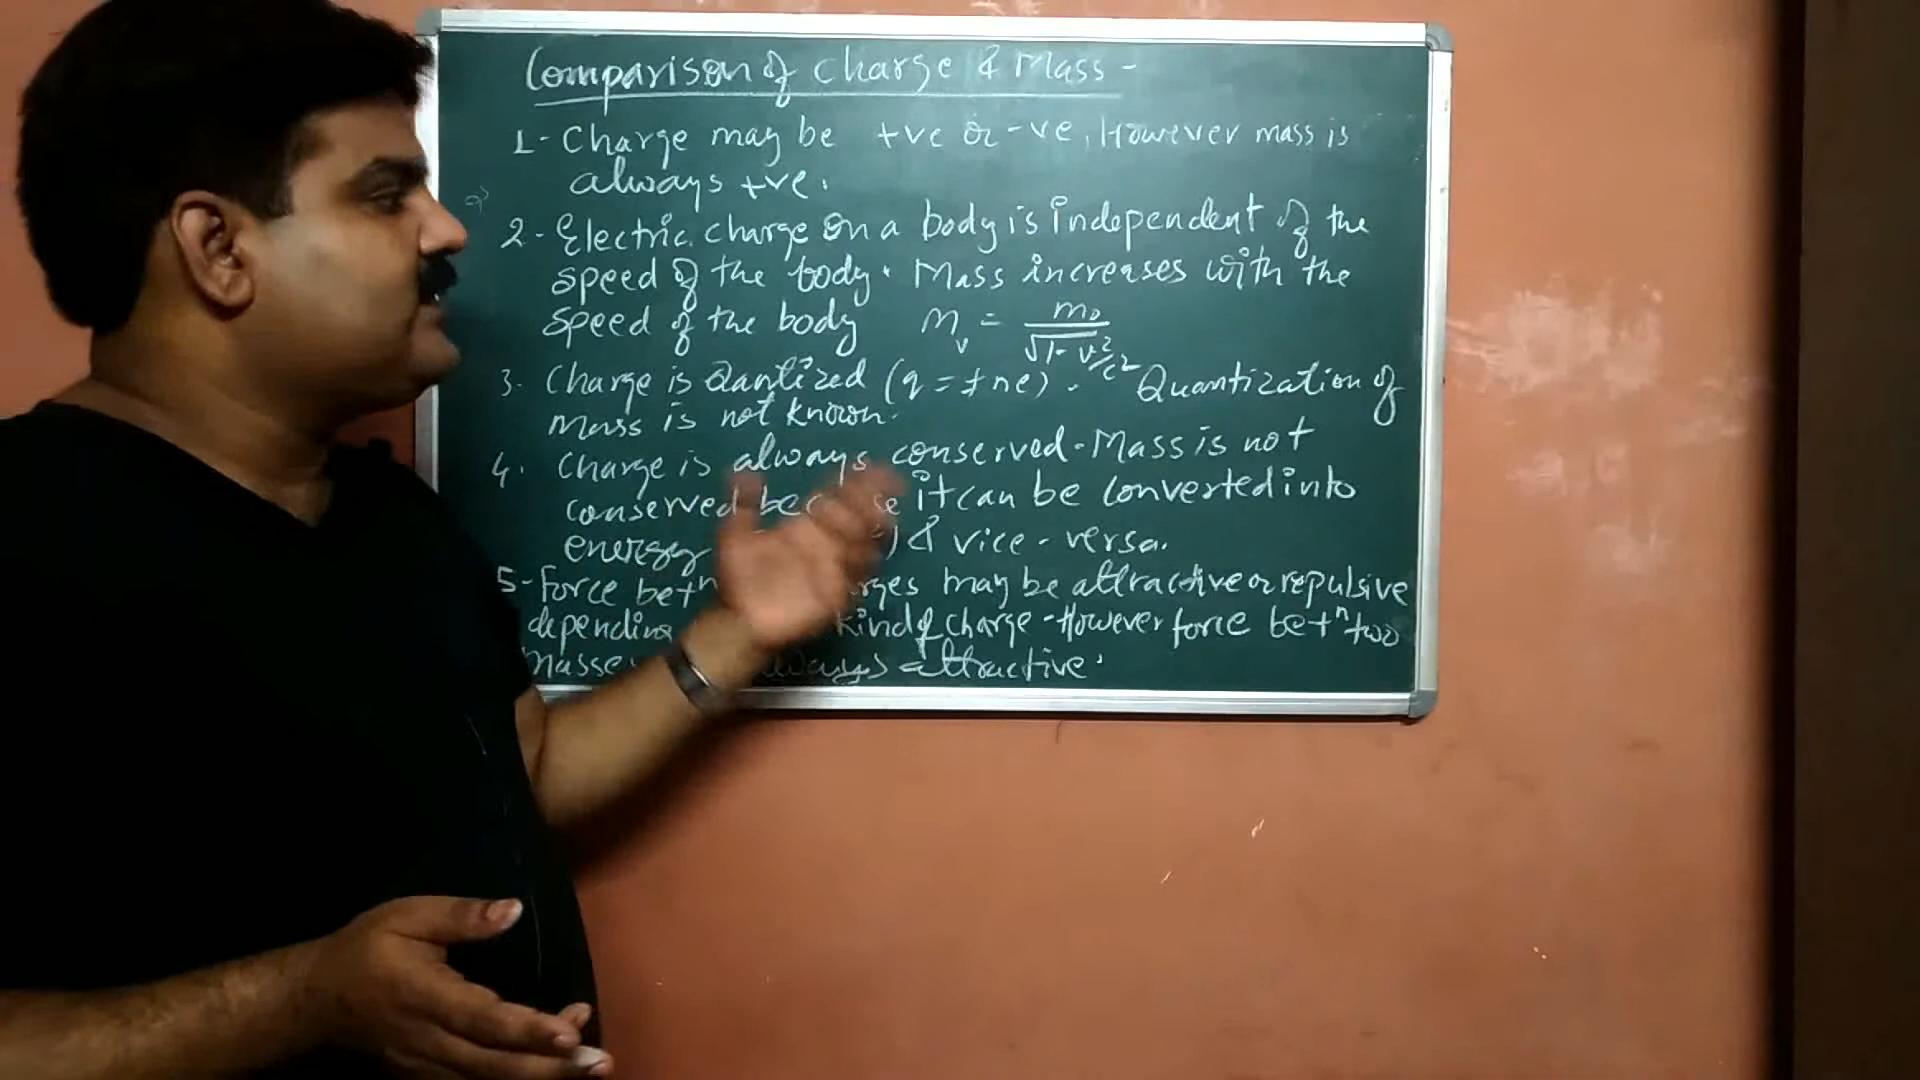 Comparison of Charge & Mass -
1- Charge may be +ve or -ve, However mass is
always +ve.
2- Electric charge on a body is independent of the
speed of the body. Mass increases with the
speed of the body m_v = m_o/√1-v²/c²
3. Charge is Qantized (q = ±ne). Quantization of
Mass is not known.
4. Charge is always conserved. Mass is not
conserved it can be converted into
energy & vice-versa.
5- Force betn may be attractive or repulsive
kind of charge - However force betn two
always attractive.